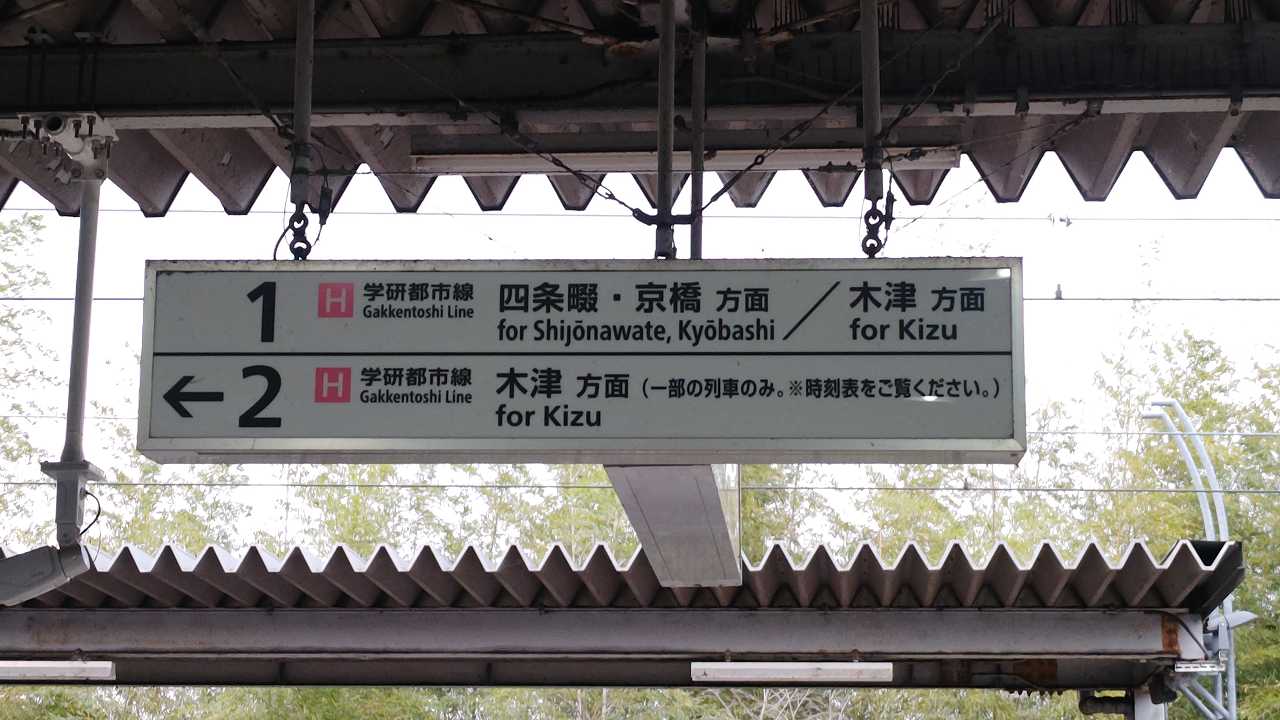 1 H 学研都市線 四条畷・京橋 方面 / 木津 方面
Gakkentoshi Line for Shijōnawate, Kyōbashi for Kizu
← 2 H 学研都市線 木津 方面 (一部の列車のみ。※時刻表をご覧ください。)
Gakkentoshi Line for Kizu